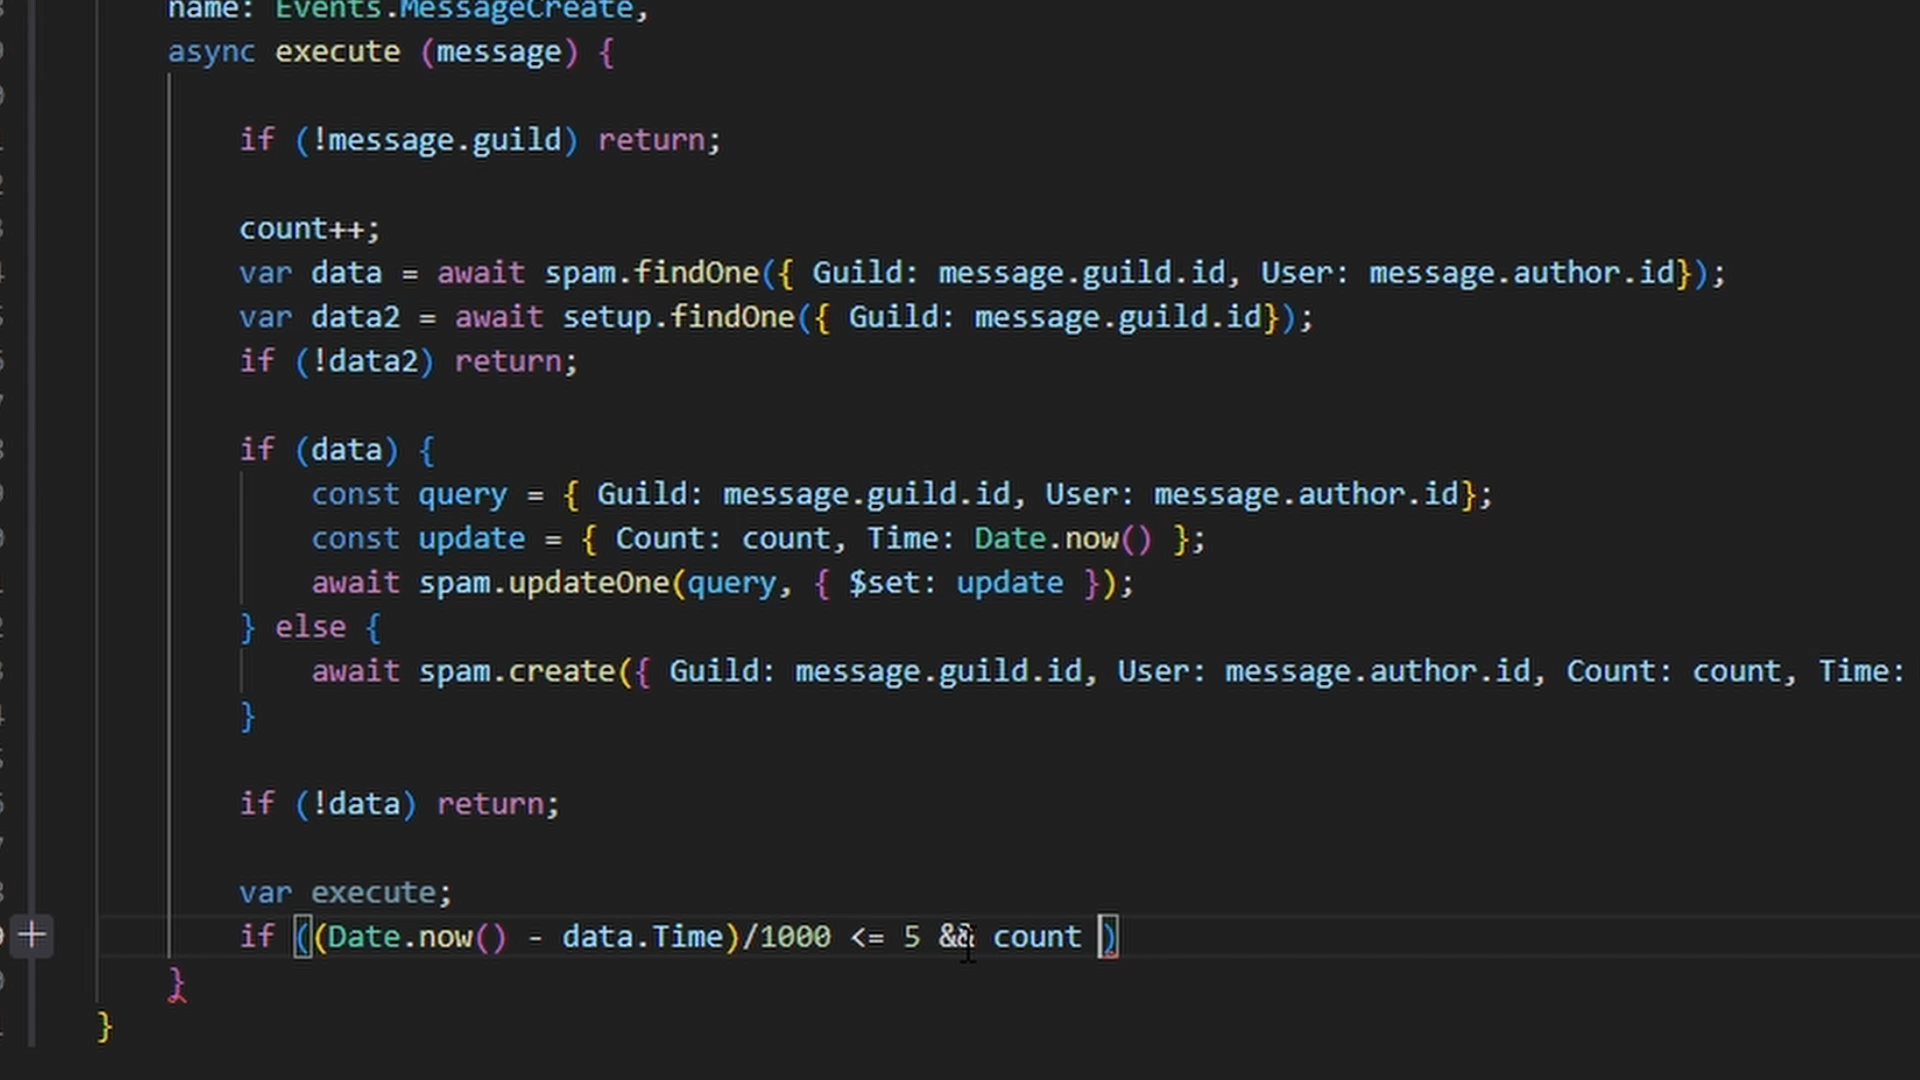 name: Events.MessageCreate,
async execute (message) {
if (!message.guild) return;
count++;
var data = await spam.findOne({ Guild: message.guild.id, User: message.author.id});
var data2 = await setup.findOne({ Guild: message.guild.id});
if (!data2) return;
if (data) {
const query = { Guild: message.guild.id, User: message.author.id};
const update = { Count: count, Time: Date.now() };
await spam.updateOne(query, { $set: update });
} else {
await spam.create({ Guild: message.guild.id, User: message.author.id, Count: count, Time:
}
if (!data) return;
var execute;
if ((Date.now() - data.Time)/1000 <= 5 && count )
}
}